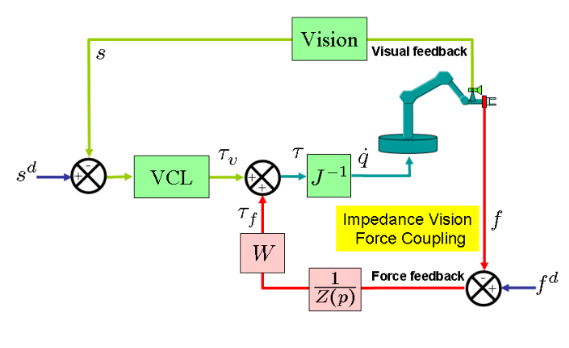 Vision
Visual feedback
s
s^d
+
-
VCL
τ_v
+
+
τ
J^{-1}
q̇
τ_f
W
Impedance Vision
Force Coupling
f
Force feedback
1
Z(p)
-
+
f^d